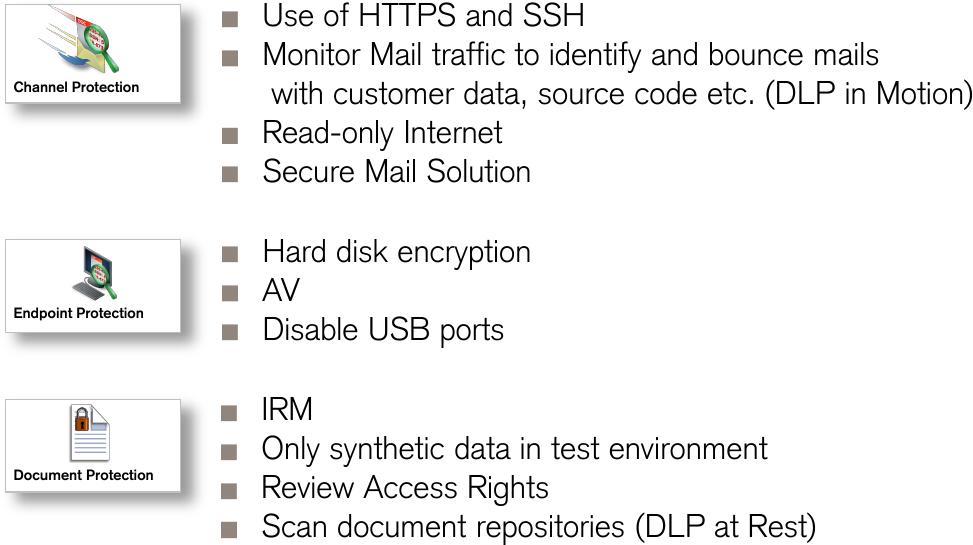 Channel Protection
Use of HTTPS and SSH
Monitor Mail traffic to identify and bounce mails
with customer data, source code etc. (DLP in Motion)
Read-only Internet
Secure Mail Solution
Endpoint Protection
Hard disk encryption
AV
Disable USB ports
Document Protection
IRM
Only synthetic data in test environment
Review Access Rights
Scan document repositories (DLP at Rest)